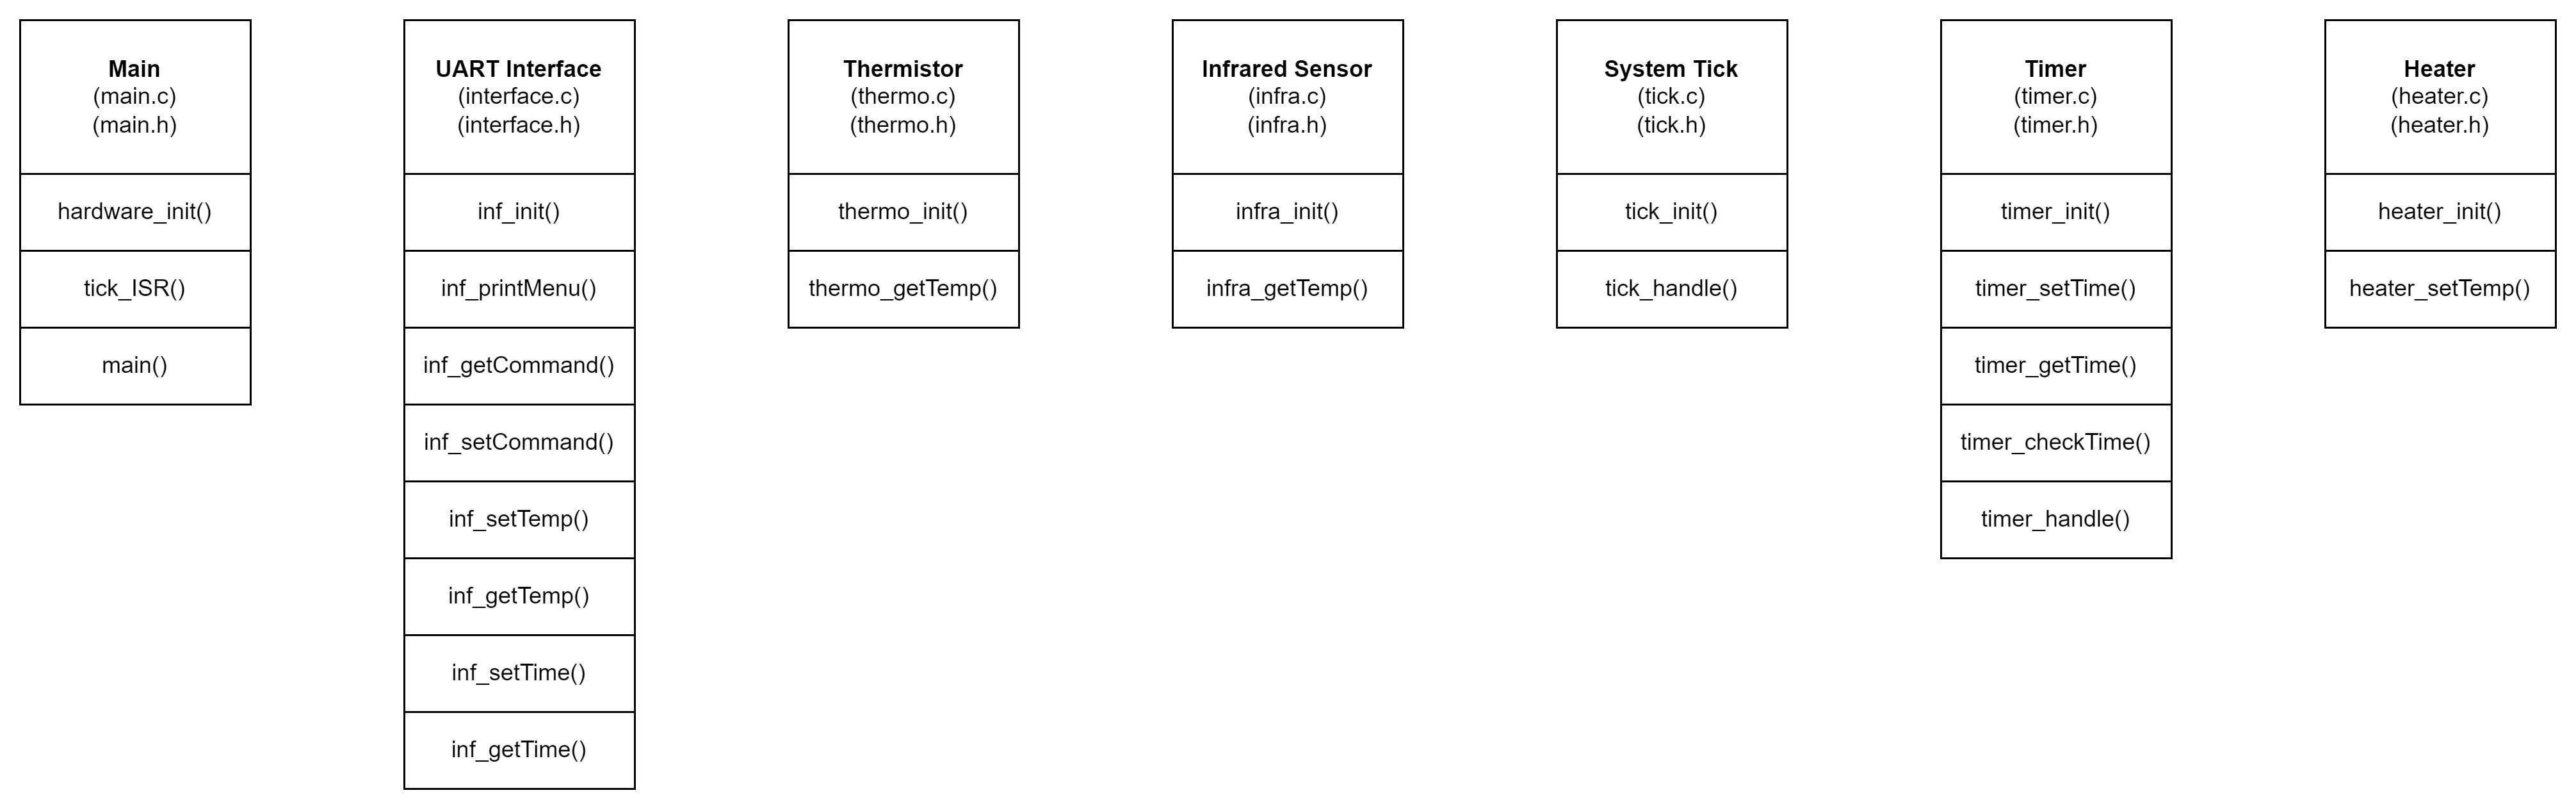 Main
(main.c)
(main.h)
hardware_init()
tick_ISR()
main()
UART Interface
(interface.c)
(interface.h)
inf_init()
inf_printMenu()
inf_getCommand()
inf_setCommand()
inf_setTemp()
inf_getTemp()
inf_setTime()
inf_getTime()
Thermistor
(thermo.c)
(thermo.h)
thermo_init()
thermo_getTemp()
Infrared Sensor
(infra.c)
(infra.h)
infra_init()
infra_getTemp()
System Tick
(tick.c)
(tick.h)
tick_init()
tick_handle()
Timer
(timer.c)
(timer.h)
timer_init()
timer_setTime()
timer_getTime()
timer_checkTime()
timer_handle()
Heater
(heater.c)
(heater.h)
heater_init()
heater_setTemp()